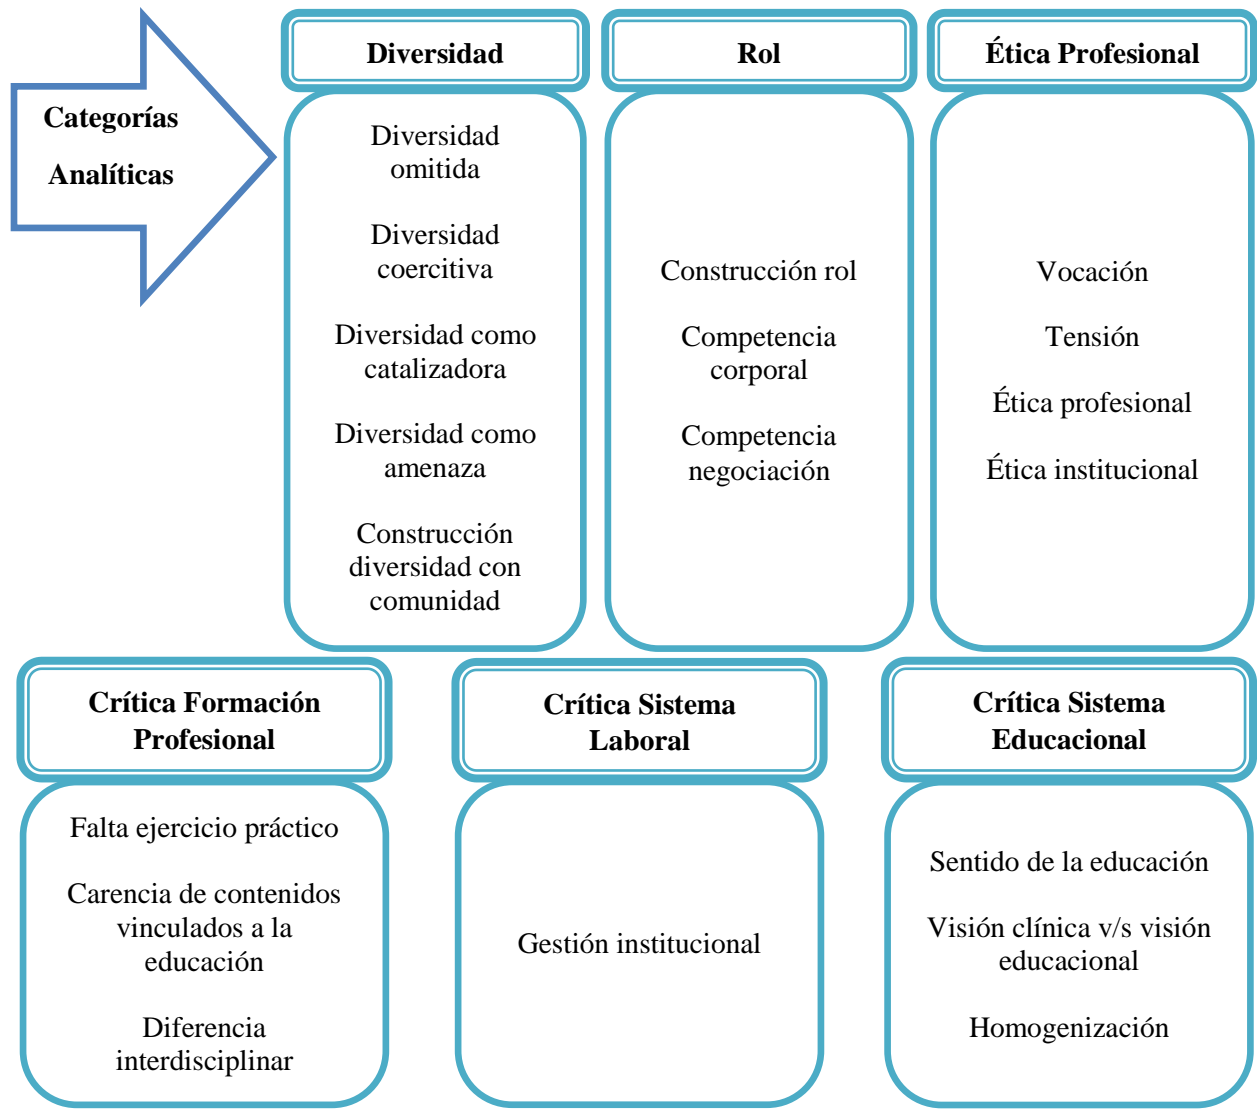 Categorías
Analíticas
Diversidad
Diversidad
omitida
Diversidad
coercitiva
Diversidad como
catalizadora
Diversidad como
amenaza
Construcción
diversidad con
comunidad
Rol
Construcción rol
Competencia
corporal
Competencia
negociación
Ética Profesional
Vocación
Tensión
Ética profesional
Ética institucional
Crítica Formación
Profesional
Falta ejercicio práctico
Carencia de contenidos
vinculados a la
educación
Diferencia
interdisciplinar
Crítica Sistema
Laboral
Gestión institucional
Crítica Sistema
Educacional
Sentido de la educación
Visión clínica v/s visión
educacional
Homogenización